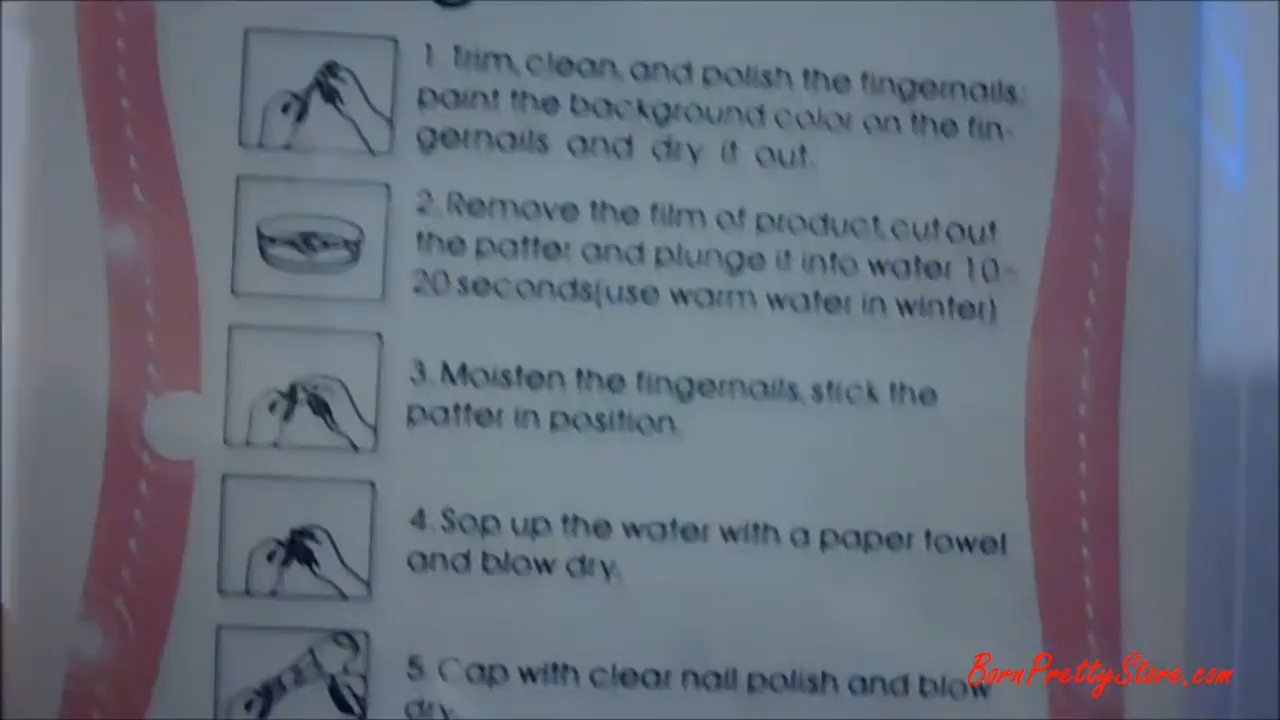 1. Trim, clean, and polish the fingernails;
paint the background color on the fin-
gernails and dry it out.
2. Remove the film of product, cut out
the patter and plunge it into water 10-
20 seconds(use warm water in winter)
3. Moisten the fingernails, stick the
patter in position.
4. Sop up the water with a paper towel
and blow dry.
5. Cap with clear nail polish and blow
dry.
BornPrettyStore.com